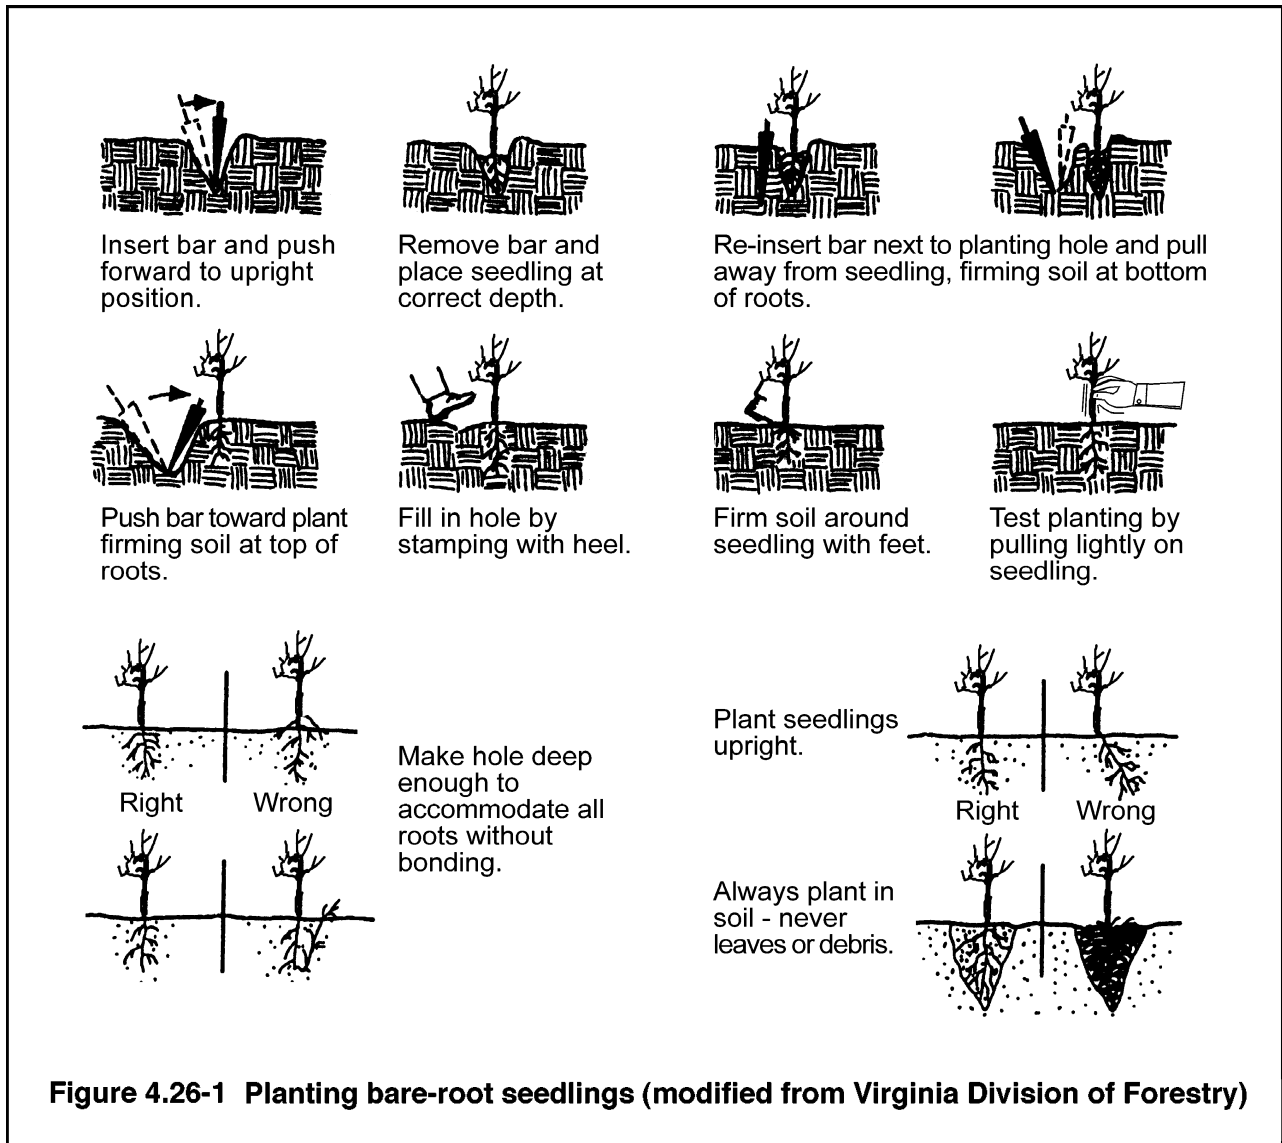 Insert bar and push
forward to upright
position.
Remove bar and
place seedling at
correct depth.
Re-insert bar next to planting hole and pull
away from seedling, firming soil at bottom
of roots.
Push bar toward plant
firming soil at top of
roots.
Fill in hole by
stamping with heel.
Firm soil around
seedling with feet.
Test planting by
pulling lightly on
seedling.
Right
Wrong
Make hole deep
enough to
accommodate all
roots without
bonding.
Plant seedlings
upright.
Right
Wrong
Always plant in
soil - never
leaves or debris.
Figure 4.26-1 Planting bare-root seedlings (modified from Virginia Division of Forestry)